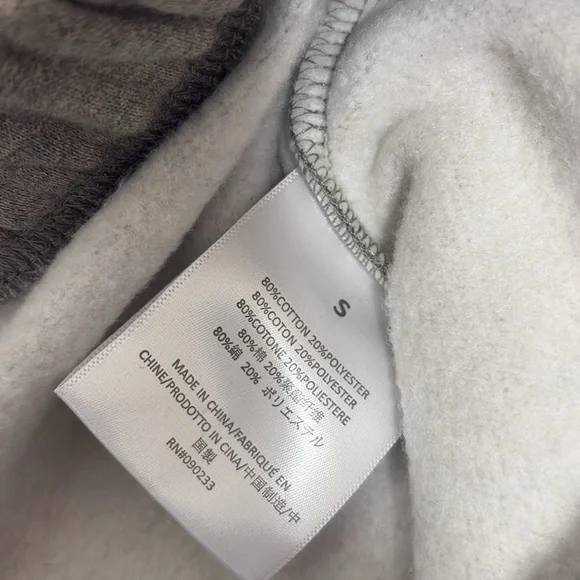 S
80%COTTON 20%POLYESTER
80%COTON 20%POLYESTER
80%COTONE 20%POLIESTERE
80%棉 20%聚酯纤维
80%綿 20% ポリエステル
MADE IN CHINA/FABRIQUÉ EN
CHINE/PRODOTTO IN CINA/中国制造/中
国製
RN#090233